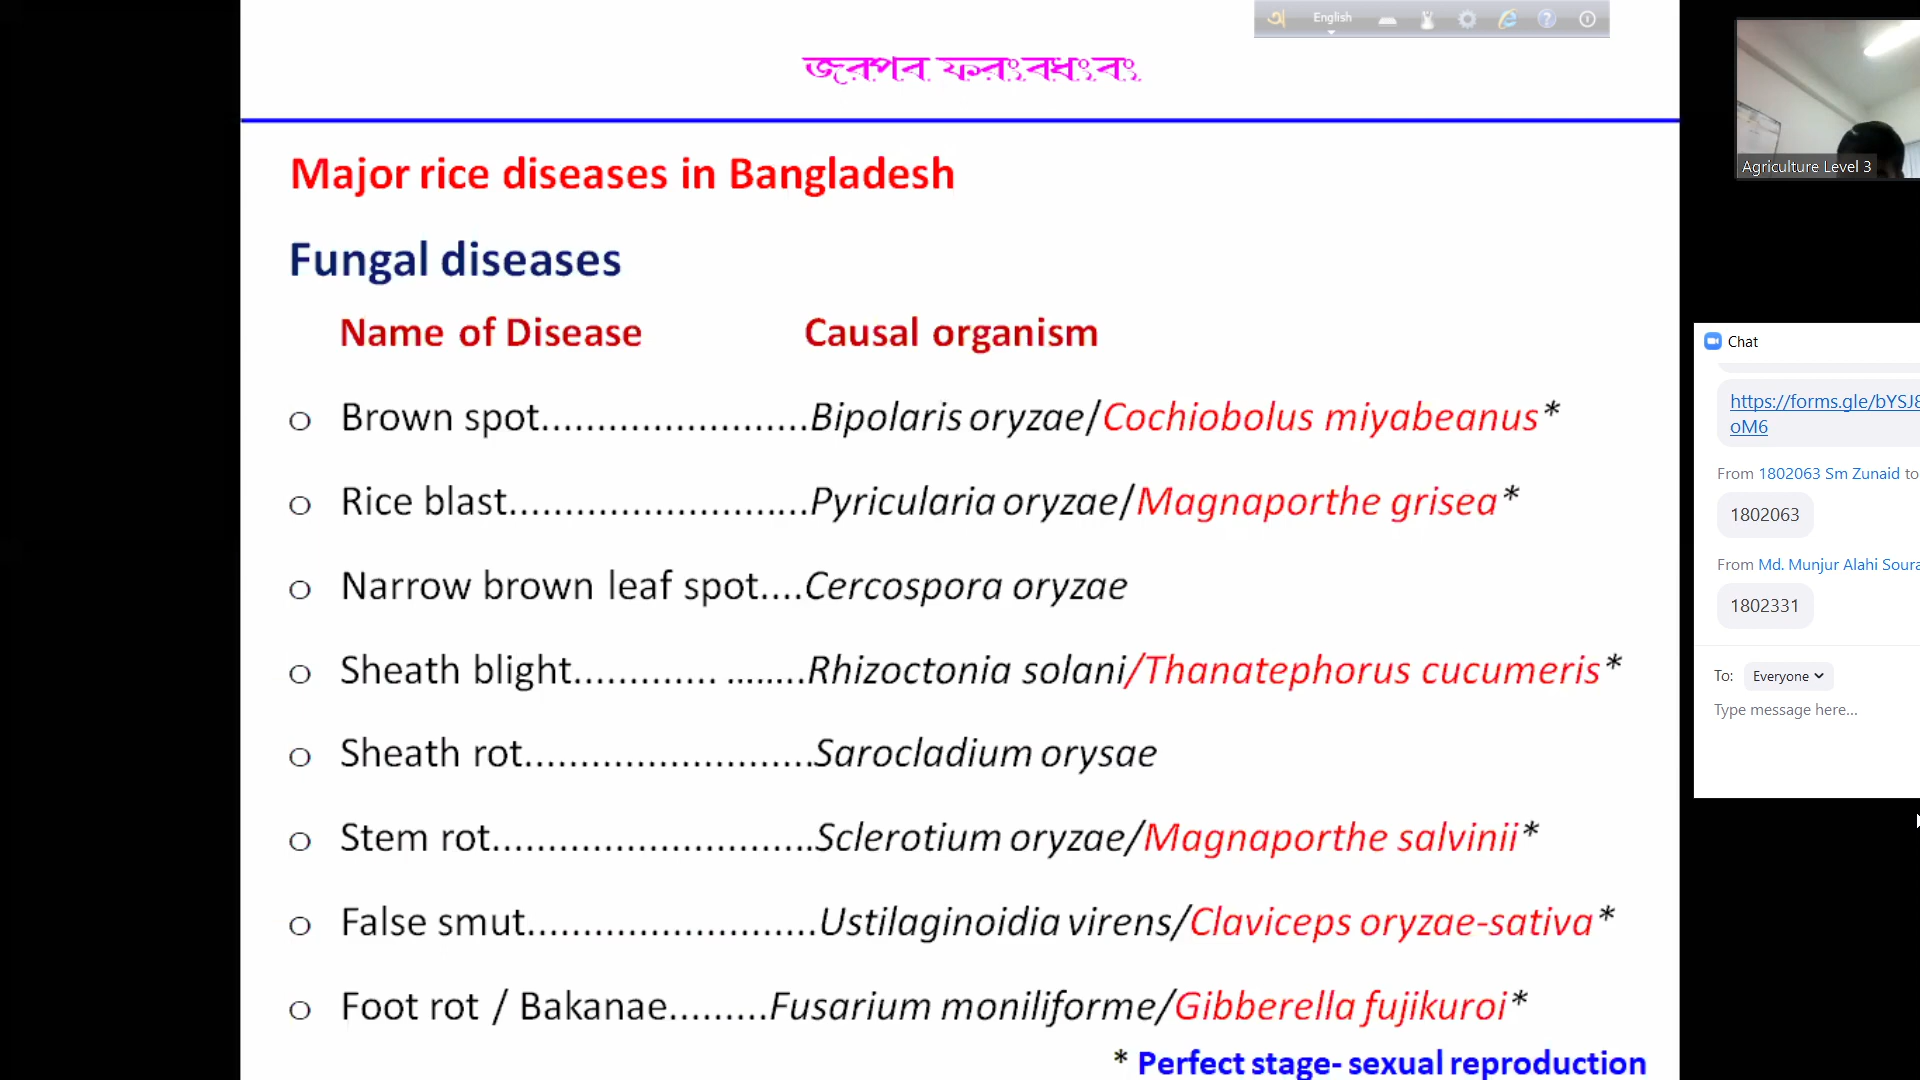 English
জরপব ফরংবধংবং
Major rice diseases in Bangladesh
Fungal diseases
Name of Disease Causal organism
o Brown spot........................Bipolaris oryzae/Cochiobolus miyabeanus*
o Rice blast...........................Pyricularia oryzae/Magnaporthe grisea*
o Narrow brown leaf spot....Cercospora oryzae
o Sheath blight............. .......Rhizoctonia solani/Thanatephorus cucumeris*
o Sheath rot..........................Sarocladium orysae
o Stem rot.............................Sclerotium oryzae/Magnaporthe salvinii*
o False smut..........................Ustilaginoidia virens/Claviceps oryzae-sativa*
o Foot rot / Bakanae.........Fusarium moniliforme/Gibberella fujikuroi*
* Perfect stage- sexual reproduction
Agriculture Level 3
Chat
https://forms.gle/bYSJ8
oM6
From 1802063 Sm Zunaid to
1802063
From Md. Munjur Alahi Soura
1802331
To: Everyone
Type message here...